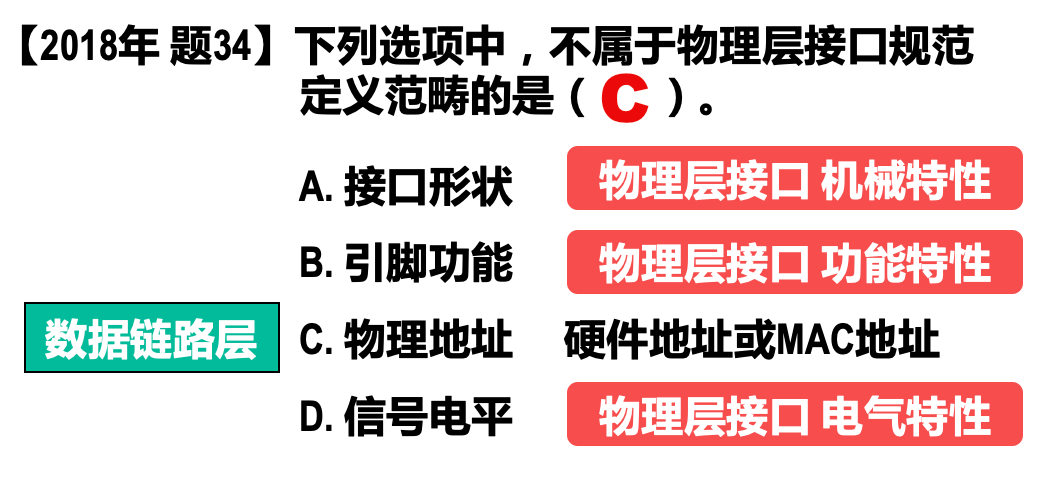 【2018年 题34】下列选项中，不属于物理层接口规范
定义范畴的是（ C ）。
A. 接口形状 物理层接口 机械特性
B. 引脚功能 物理层接口 功能特性
数据链路层 C. 物理地址 硬件地址或MAC地址
D. 信号电平 物理层接口 电气特性